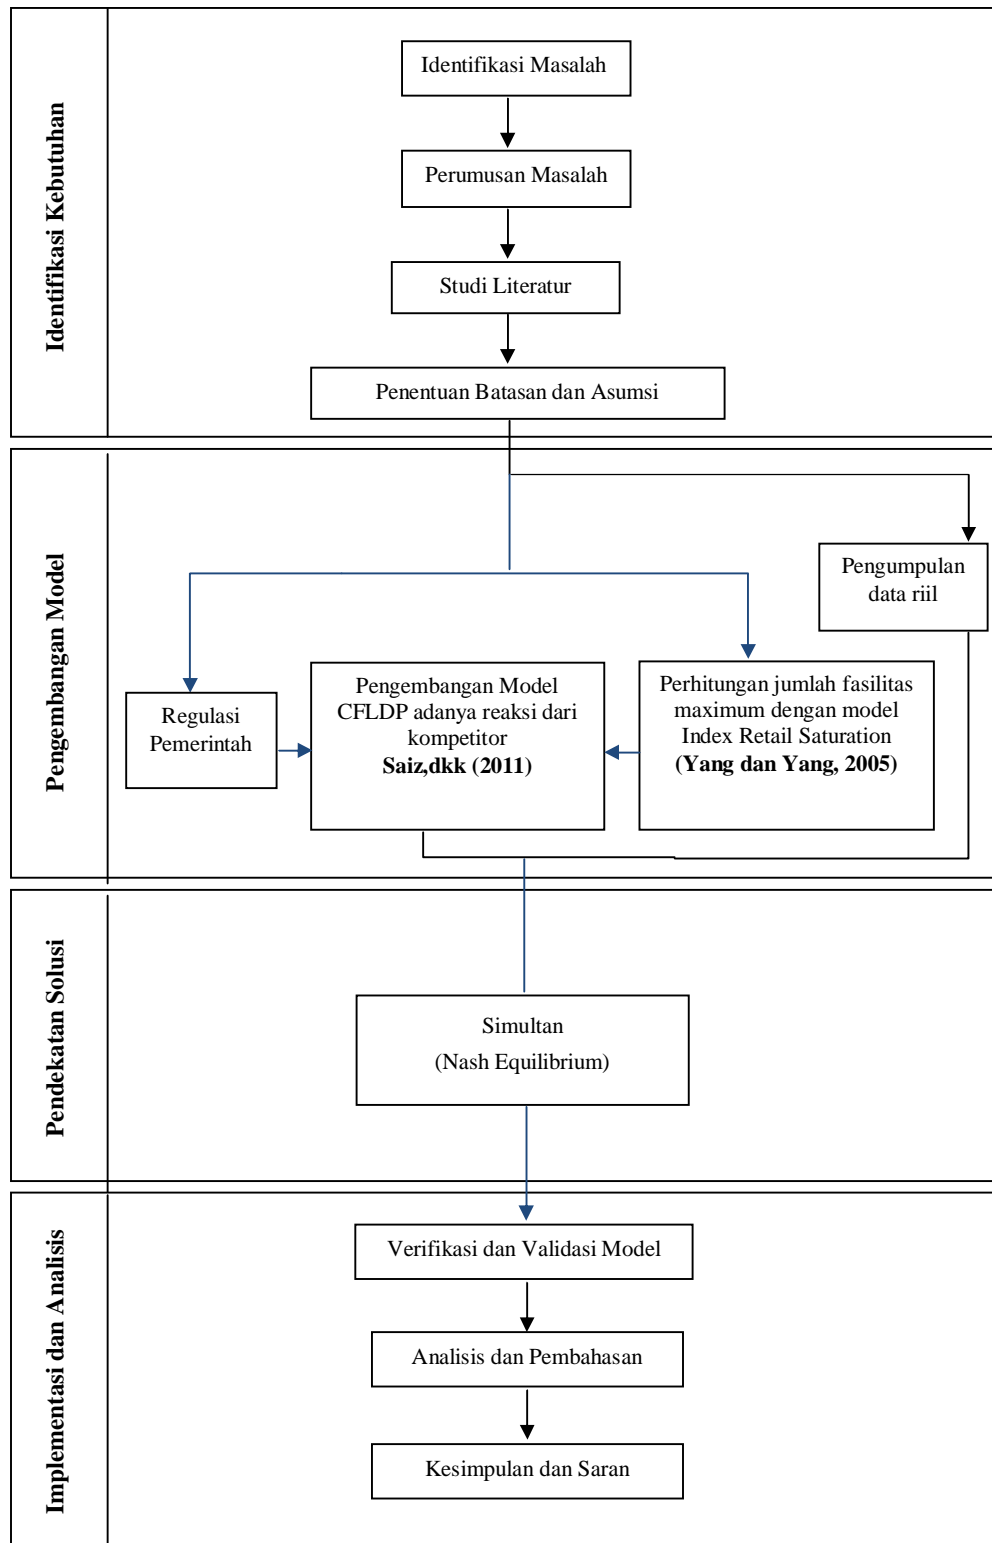 Identifikasi Kebutuhan
Identifikasi Masalah
Perumusan Masalah
Studi Literatur
Penentuan Batasan dan Asumsi
Pengembangan Model
Pengumpulan
data riil
Regulasi
Pemerintah
Pengembangan Model
CFLDP adanya reaksi dari
kompetitor
Saiz,dkk (2011)
Perhitungan jumlah fasilitas
maximum dengan model
Index Retail Saturation
(Yang dan Yang, 2005)
Pendekatan Solusi
Simultan
(Nash Equilibrium)
Implementasi dan Analisis
Verifikasi dan Validasi Model
Analisis dan Pembahasan
Kesimpulan dan Saran